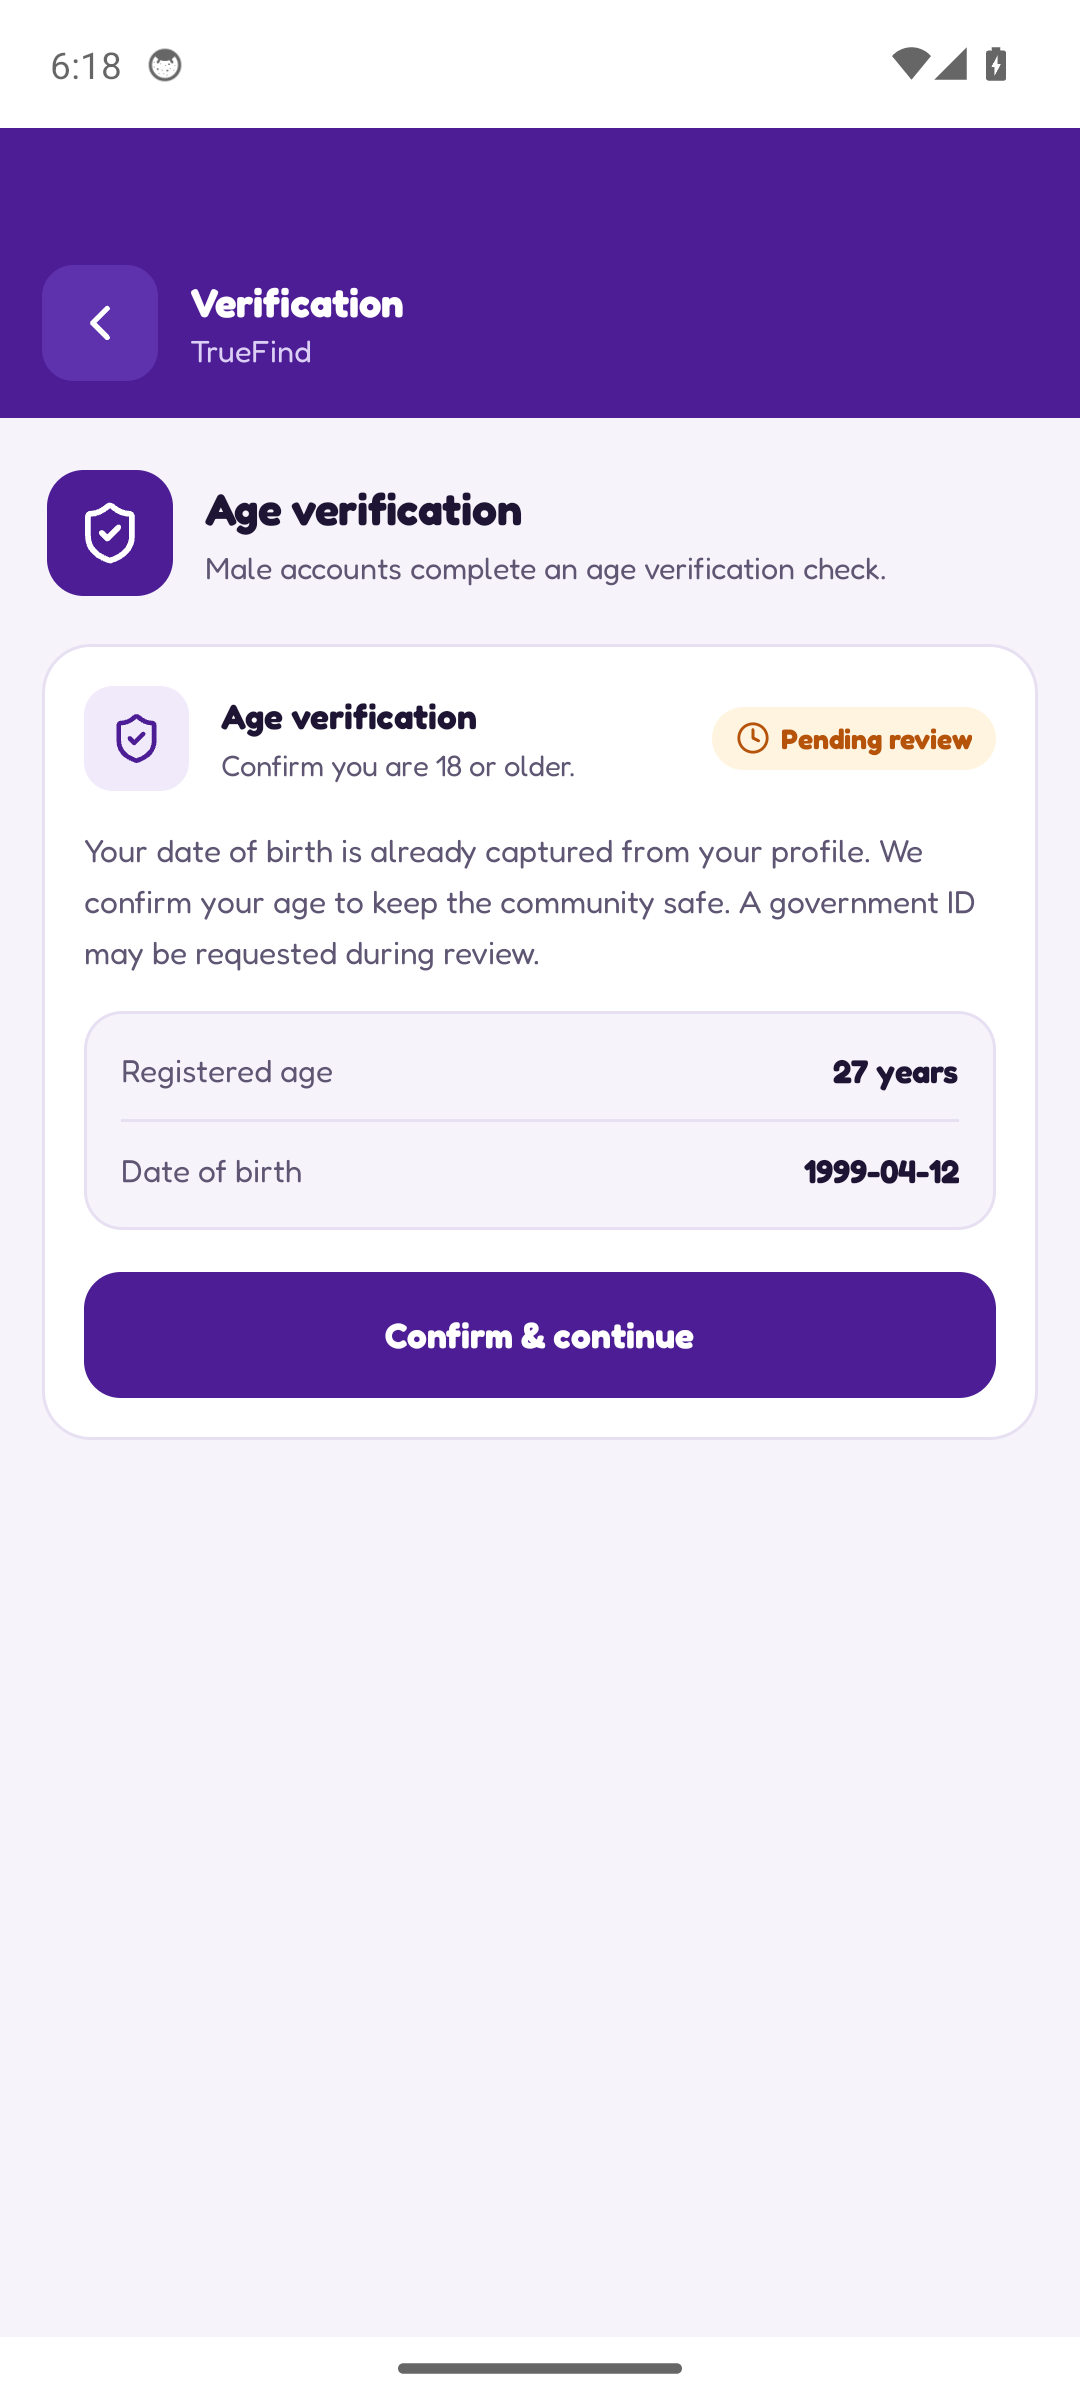 6:18
Verification
TrueFind
Age verification
Male accounts complete an age verification check.
Age verification
Confirm you are 18 or older.
Pending review
Your date of birth is already captured from your profile. We
confirm your age to keep the community safe. A government ID
may be requested during review.
Registered age
27 years
Date of birth
1999-04-12
Confirm & continue